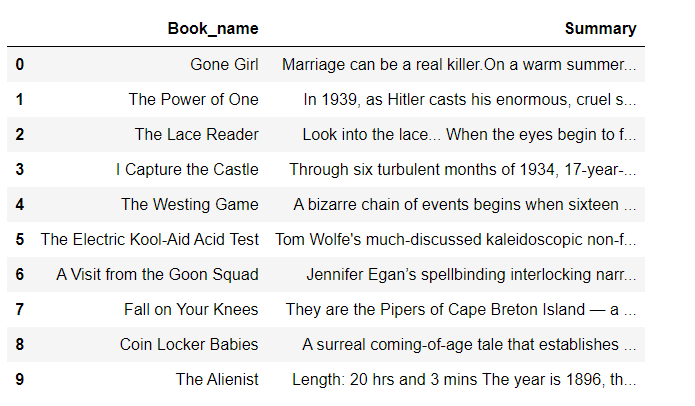 Book_name Summary
0 Gone Girl Marriage can be a real killer.On a warm summer...
1 The Power of One In 1939, as Hitler casts his enormous, cruel s...
2 The Lace Reader Look into the lace... When the eyes begin to f...
3 I Capture the Castle Through six turbulent months of 1934, 17-year-...
4 The Westing Game A bizarre chain of events begins when sixteen ...
5 The Electric Kool-Aid Acid Test Tom Wolfe's much-discussed kaleidoscopic non-f...
6 A Visit from the Goon Squad Jennifer Egan’s spellbinding interlocking narr...
7 Fall on Your Knees They are the Pipers of Cape Breton Island — a ...
8 Coin Locker Babies A surreal coming-of-age tale that establishes ...
9 The Alienist Length: 20 hrs and 3 mins The year is 1896, th...